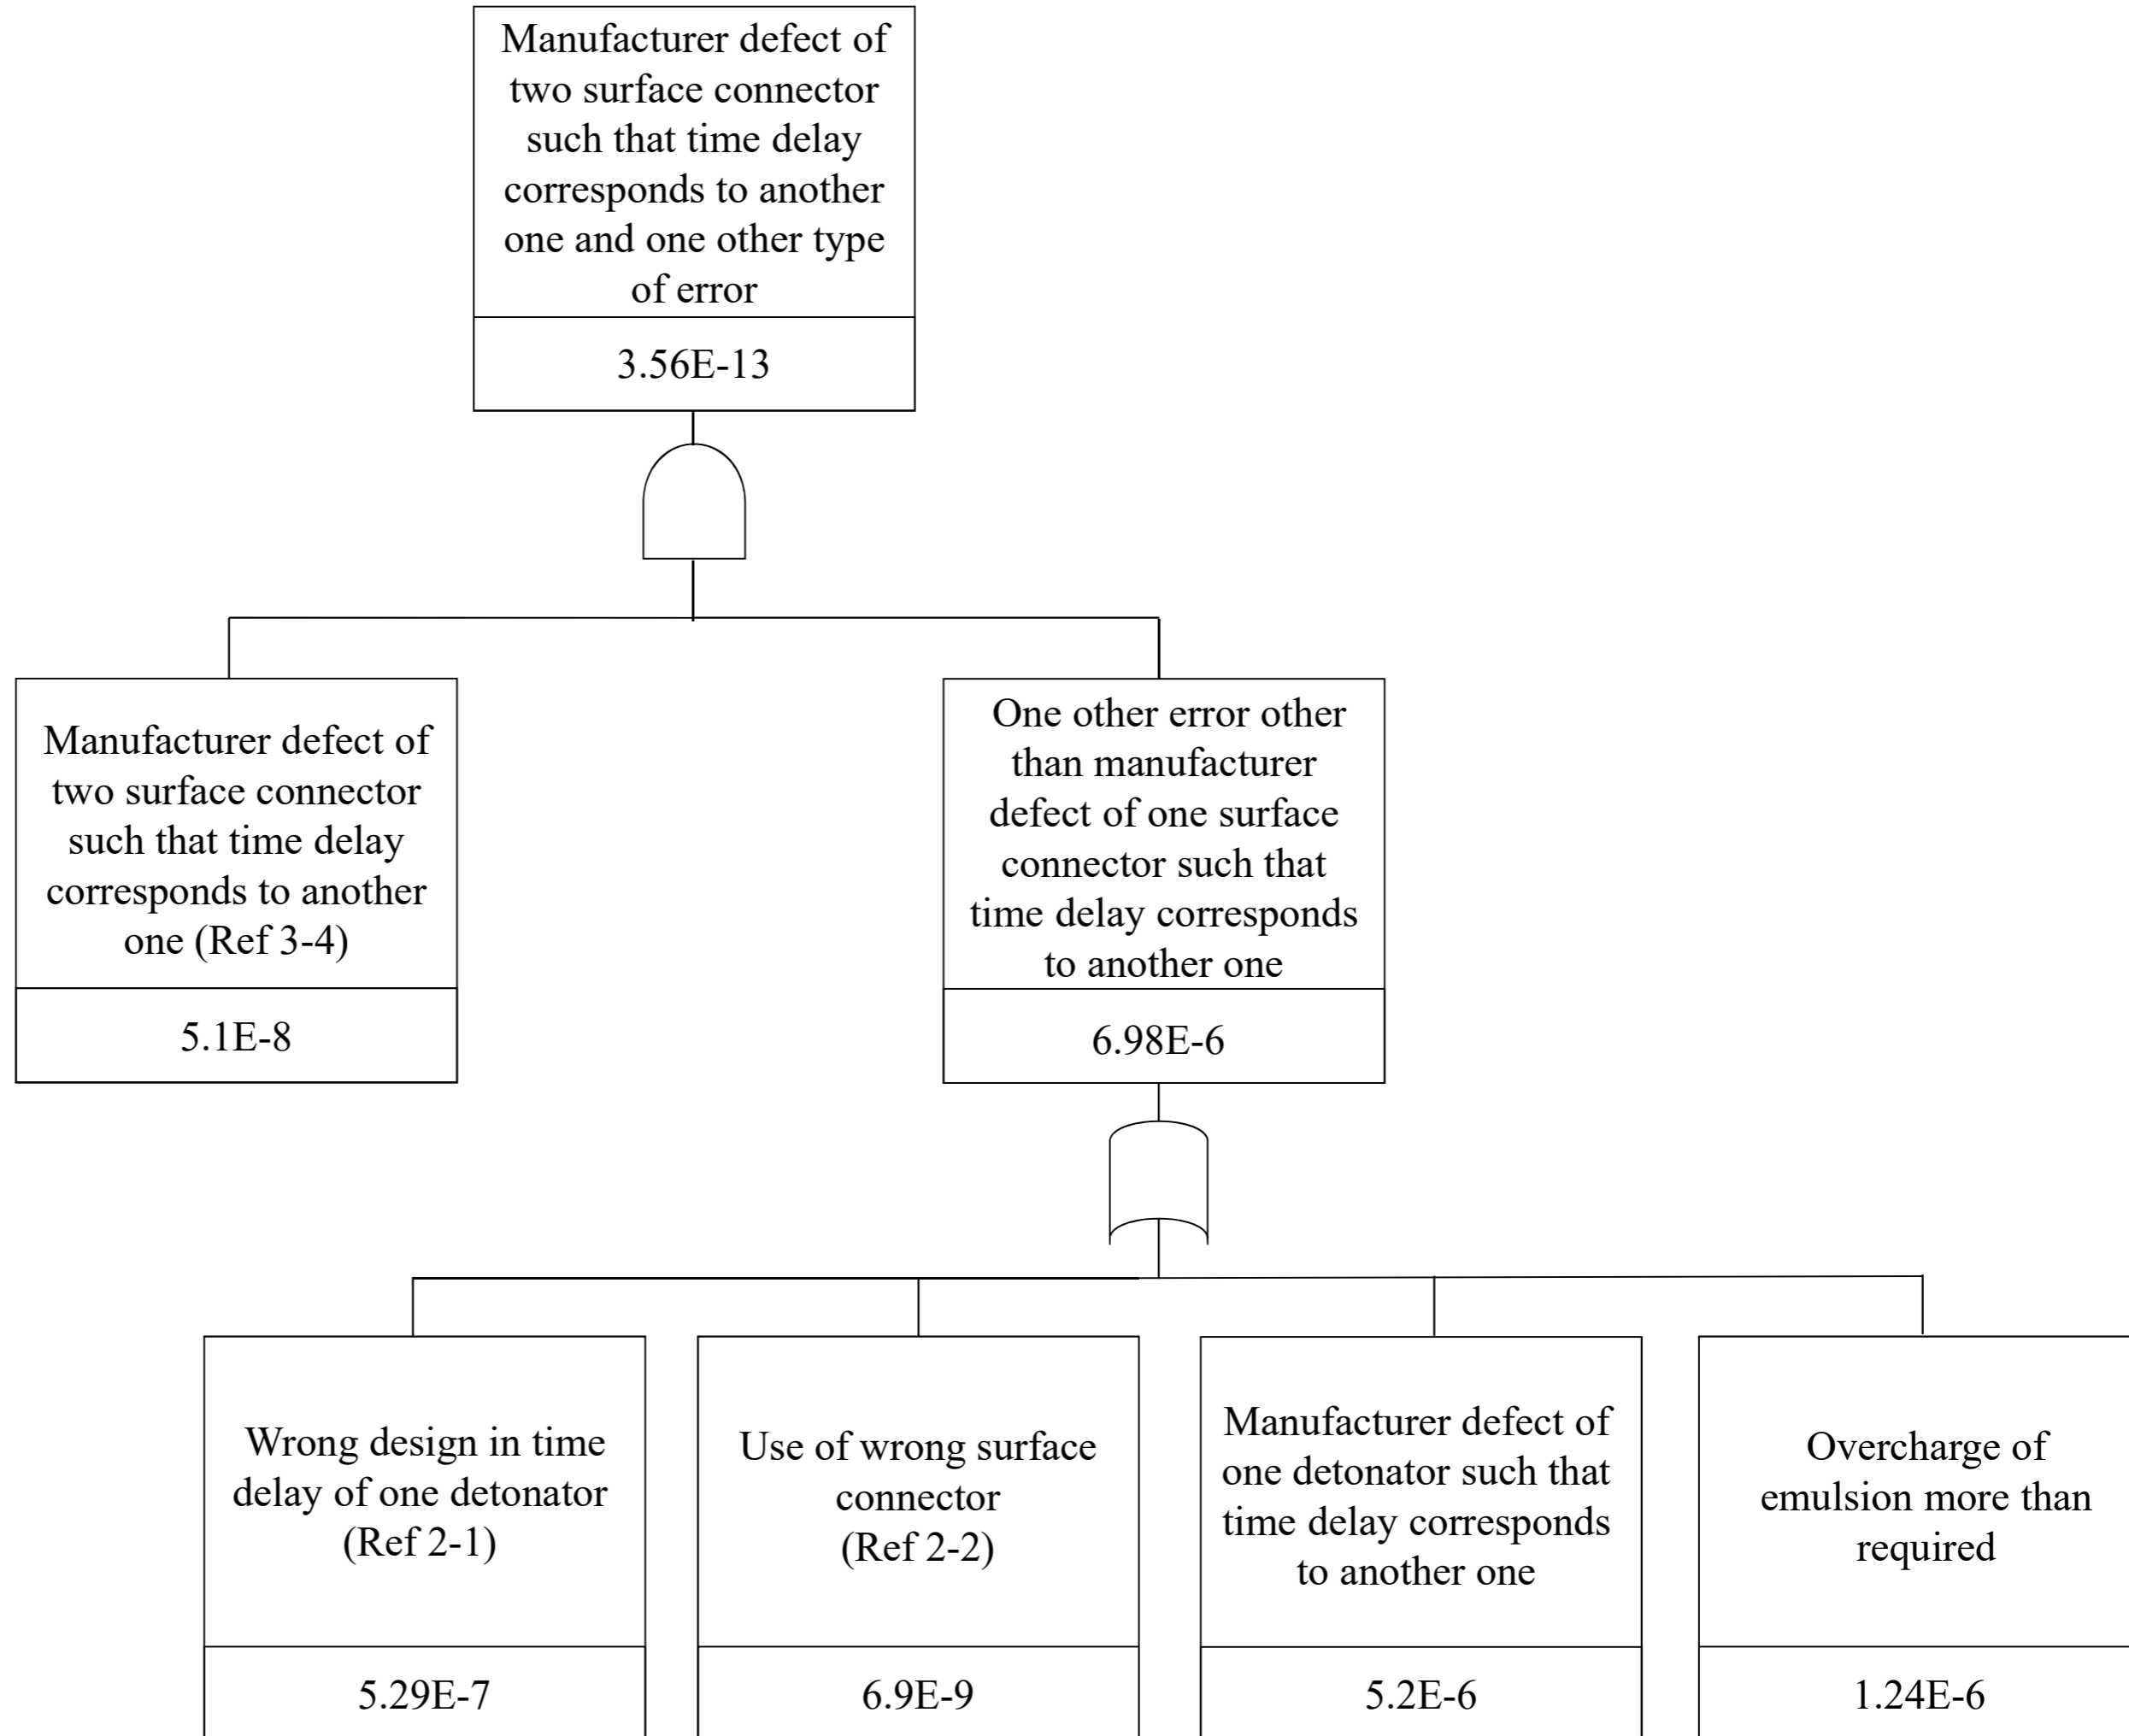 Manufacturer defect of
two surface connector
such that time delay
corresponds to another
one and one other type
of error
3.56E-13
Manufacturer defect of
two surface connector
such that time delay
corresponds to another
one (Ref 3-4)
5.1E-8
One other error other
than manufacturer
defect of one surface
connector such that
time delay corresponds
to another one
6.98E-6
Wrong design in time
delay of one detonator
(Ref 2-1)
5.29E-7
Use of wrong surface
connector
(Ref 2-2)
6.9E-9
Manufacturer defect of
one detonator such that
time delay corresponds
to another one
5.2E-6
Overcharge of
emulsion more than
required
1.24E-6